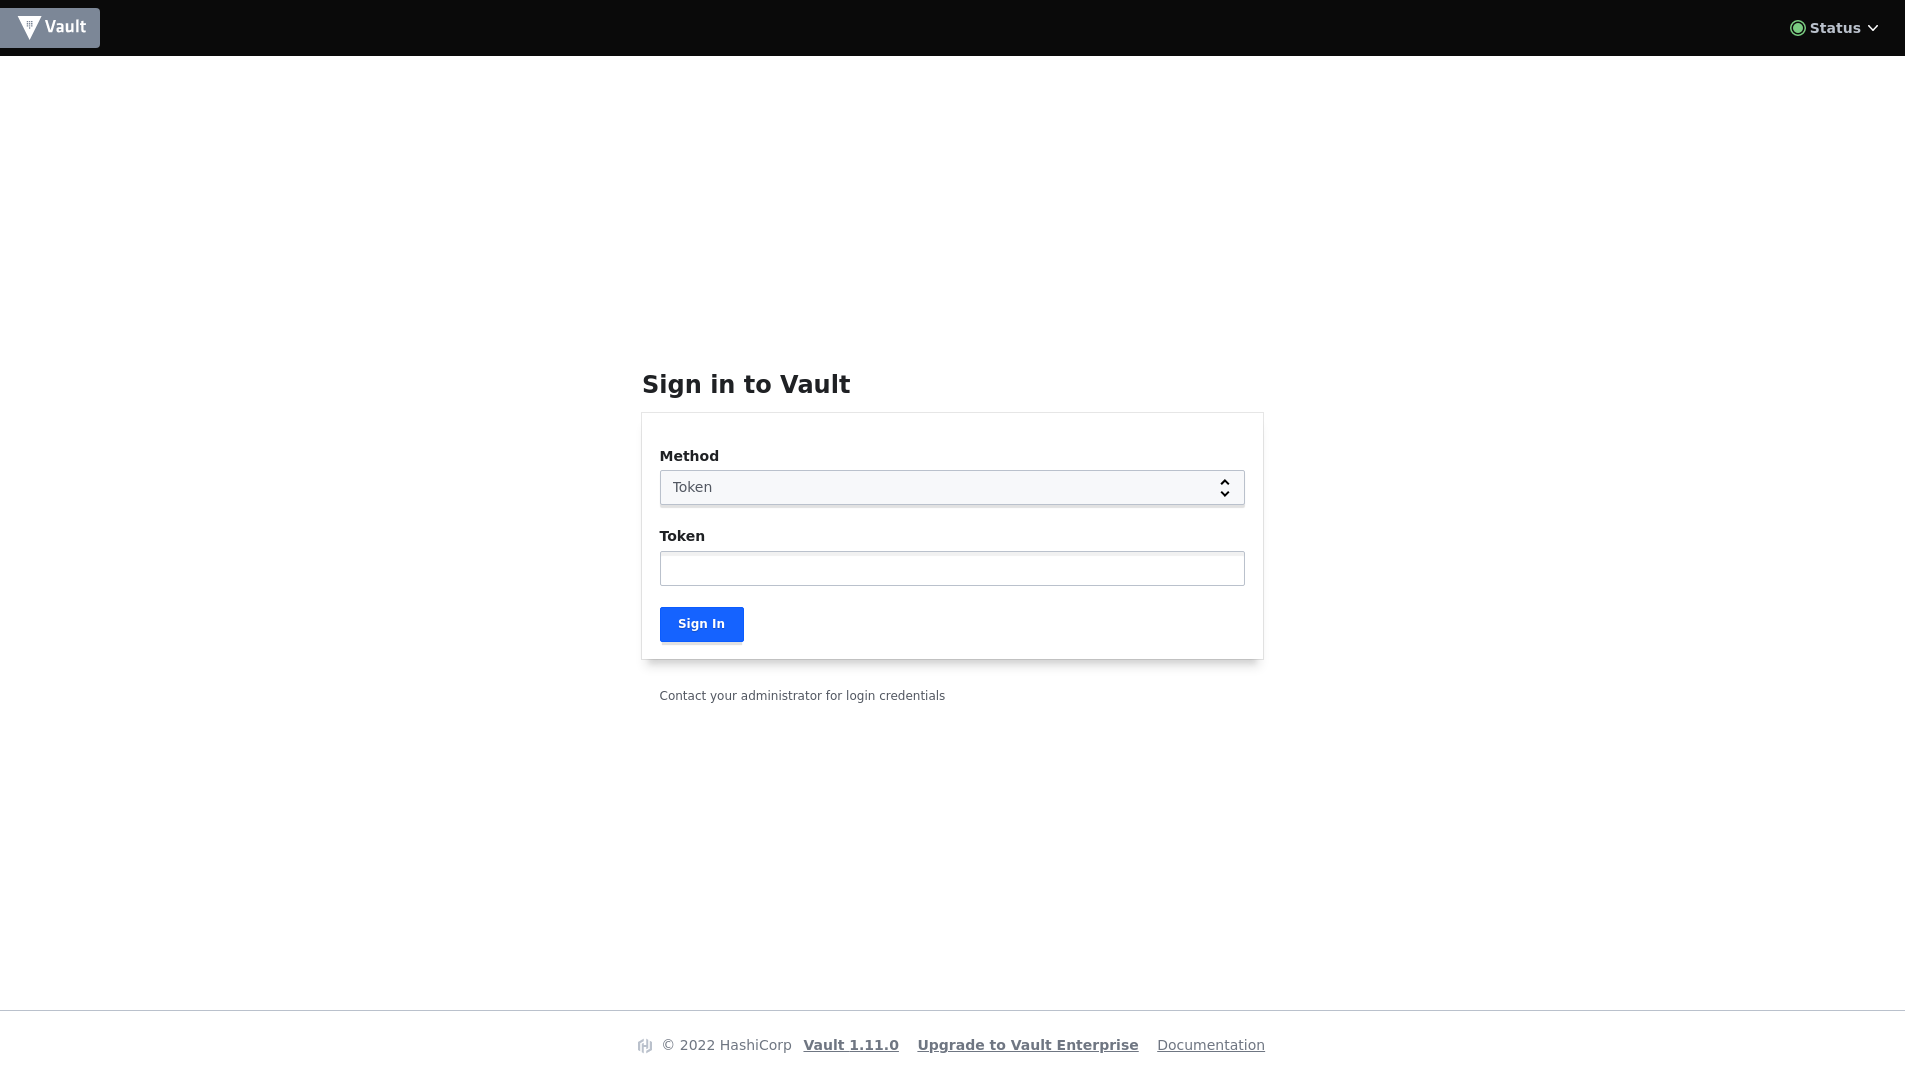 Vault
Status
Sign in to Vault
Method
Token
Token
Sign In
Contact your administrator for login credentials
© 2022 HashiCorp Vault 1.11.0 Upgrade to Vault Enterprise Documentation